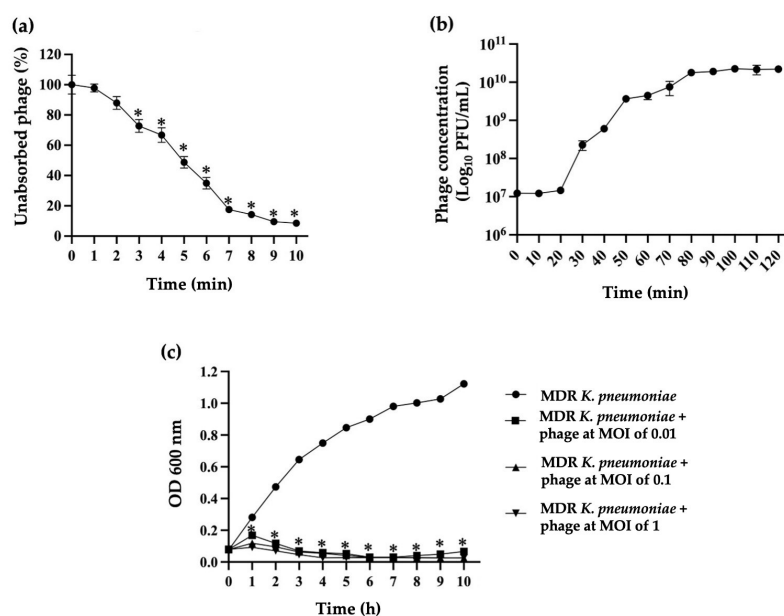 (a)
Unabsorbed phage (%)
120
100
80
60
40
20
0
* * * * * * * *
0 1 2 3 4 5 6 7 8 9 10
Time (min)
(b)
Phage concentration
(Log₁₀ PFU/mL)
10¹¹
10¹⁰
10⁹
10⁸
10⁷
10⁶
0 10 20 30 40 50 60 70 80 90 100 110 120
Time (min)
(c)
OD 600 nm
1.2
1.0
0.8
0.6
0.4
0.2
0.0
* * * * * * * * * *
0 1 2 3 4 5 6 7 8 9 10
Time (h)
MDR K. pneumoniae
MDR K. pneumoniae +
phage at MOI of 0.01
MDR K. pneumoniae +
phage at MOI of 0.1
MDR K. pneumoniae +
phage at MOI of 1